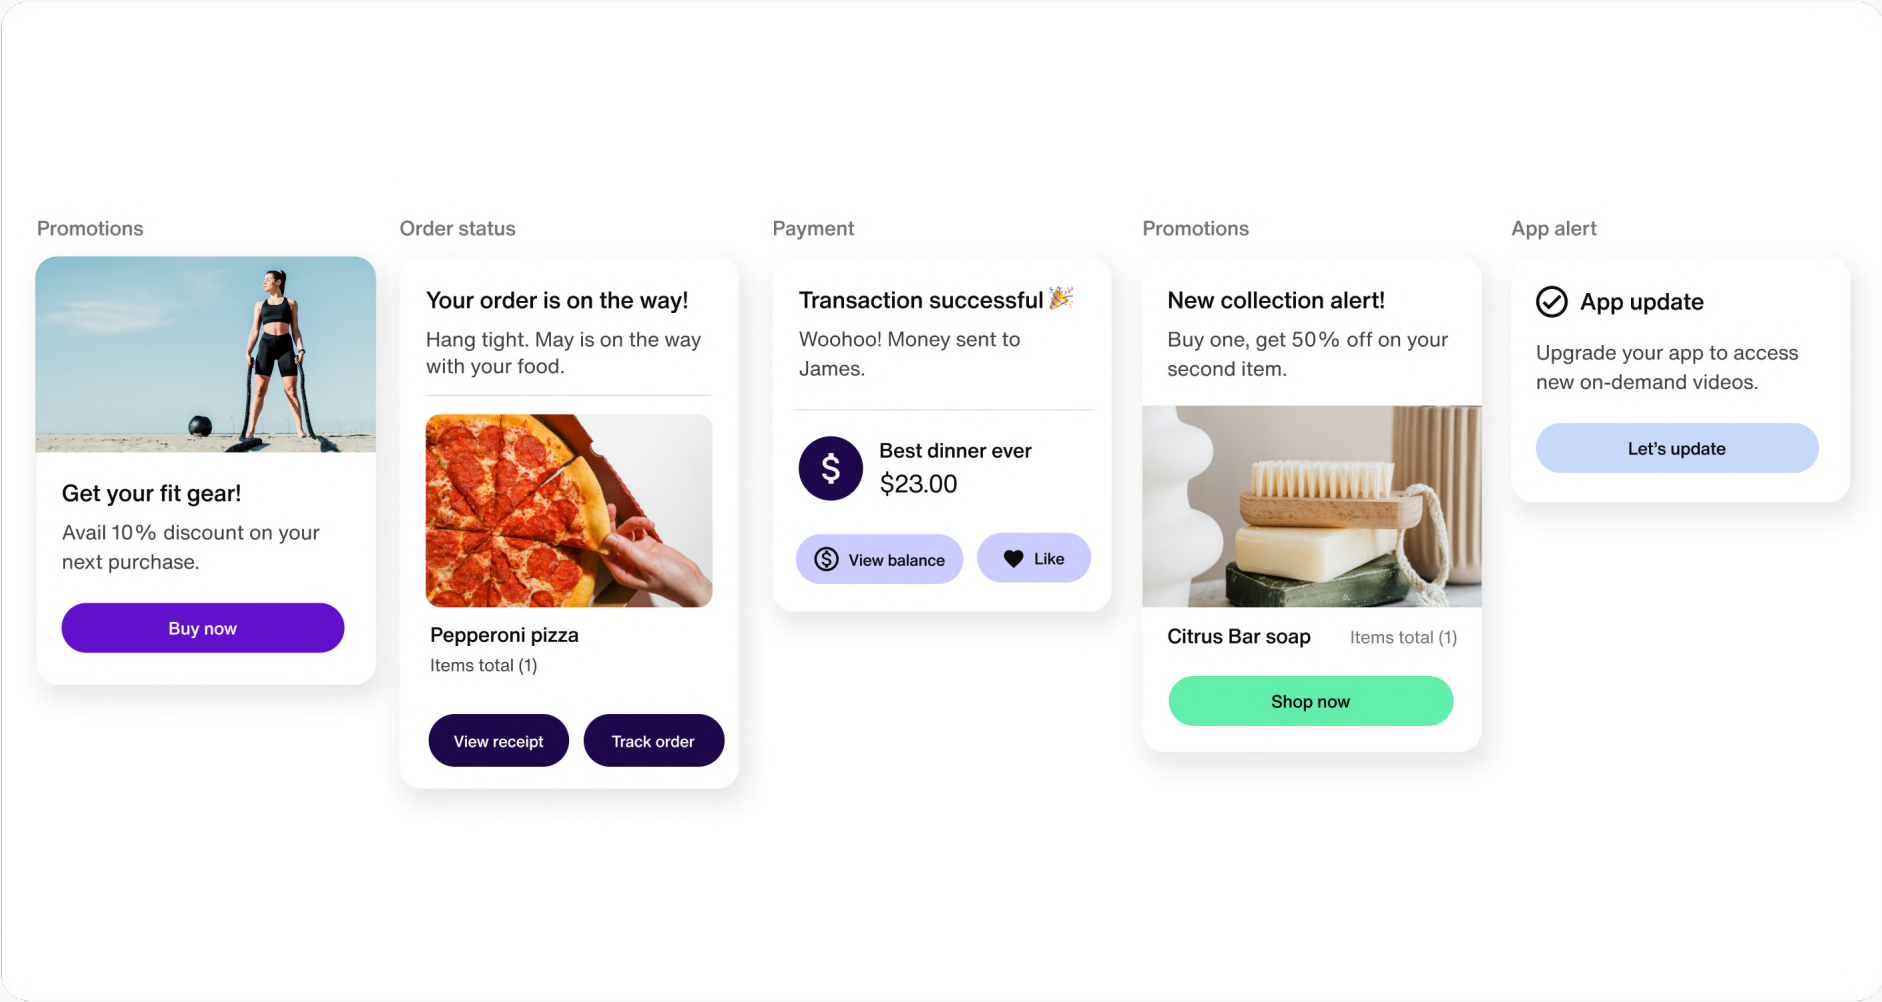 Promotions
Get your fit gear!
Avail 10% discount on your
next purchase.
Buy now
Order status
Your order is on the way!
Hang tight. May is on the way
with your food.
Pepperoni pizza
Items total (1)
View receipt
Track order
Payment
Transaction successful🎉
Woohoo! Money sent to
James.
$
Best dinner ever
$23.00
$ View balance
Like
Promotions
New collection alert!
Buy one, get 50% off on your
second item.
Citrus Bar soap
Items total (1)
Shop now
App alert
App update
Upgrade your app to access
new on-demand videos.
Let’s update